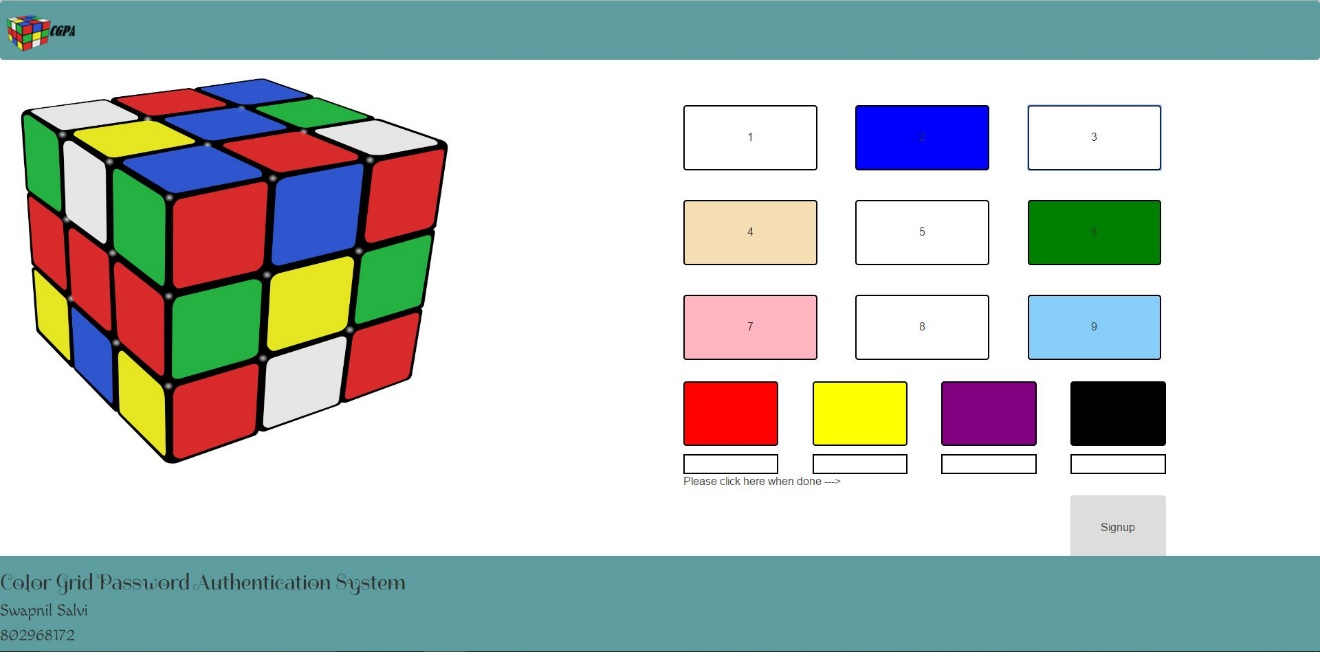 CGPA
1 2 3
4 5 6
7 8 9
Please click here when done --->
Signup
Color Grid Password Authentication System
Swapnil Salvi
802968172